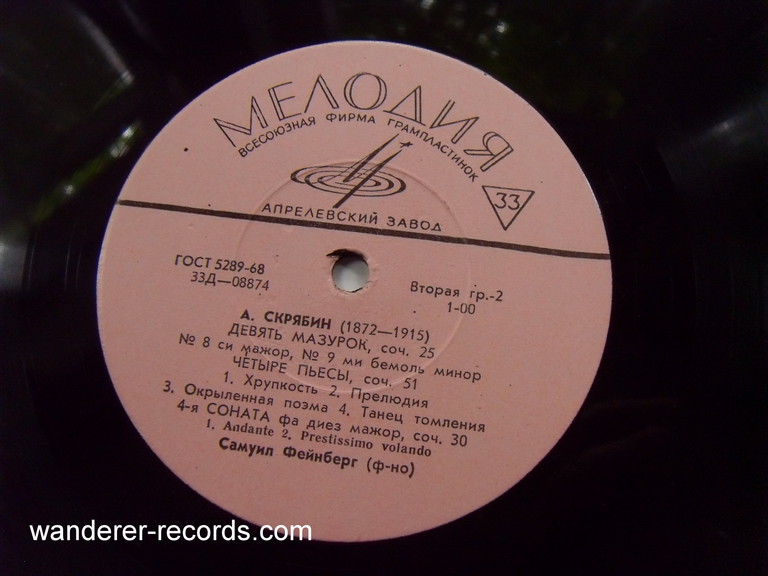 МЕЛОДИЯ
ВСЕСОЮЗНАЯ ФИРМА ГРАМПЛАСТИНОК
33
АПРЕЛЕВСКИЙ ЗАВОД
ГОСТ 5289-68
33Д—08874
Вторая гр.-2
1-00
А. СКРЯБИН (1872—1915)
ДЕВЯТЬ МАЗУРОК, соч. 25
№ 8 си мажор, № 9 ми бемоль минор
ЧЕТЫРЕ ПЬЕСЫ, соч. 51
1. Хрупкость 2. Прелюдия
3. Окрыленная поэма 4. Танец томления
4-я СОНАТА фа диез мажор, соч. 30
1. Andante 2. Prestissimo volando
Самуил Фейнберг (ф-но)
wanderer-records.com